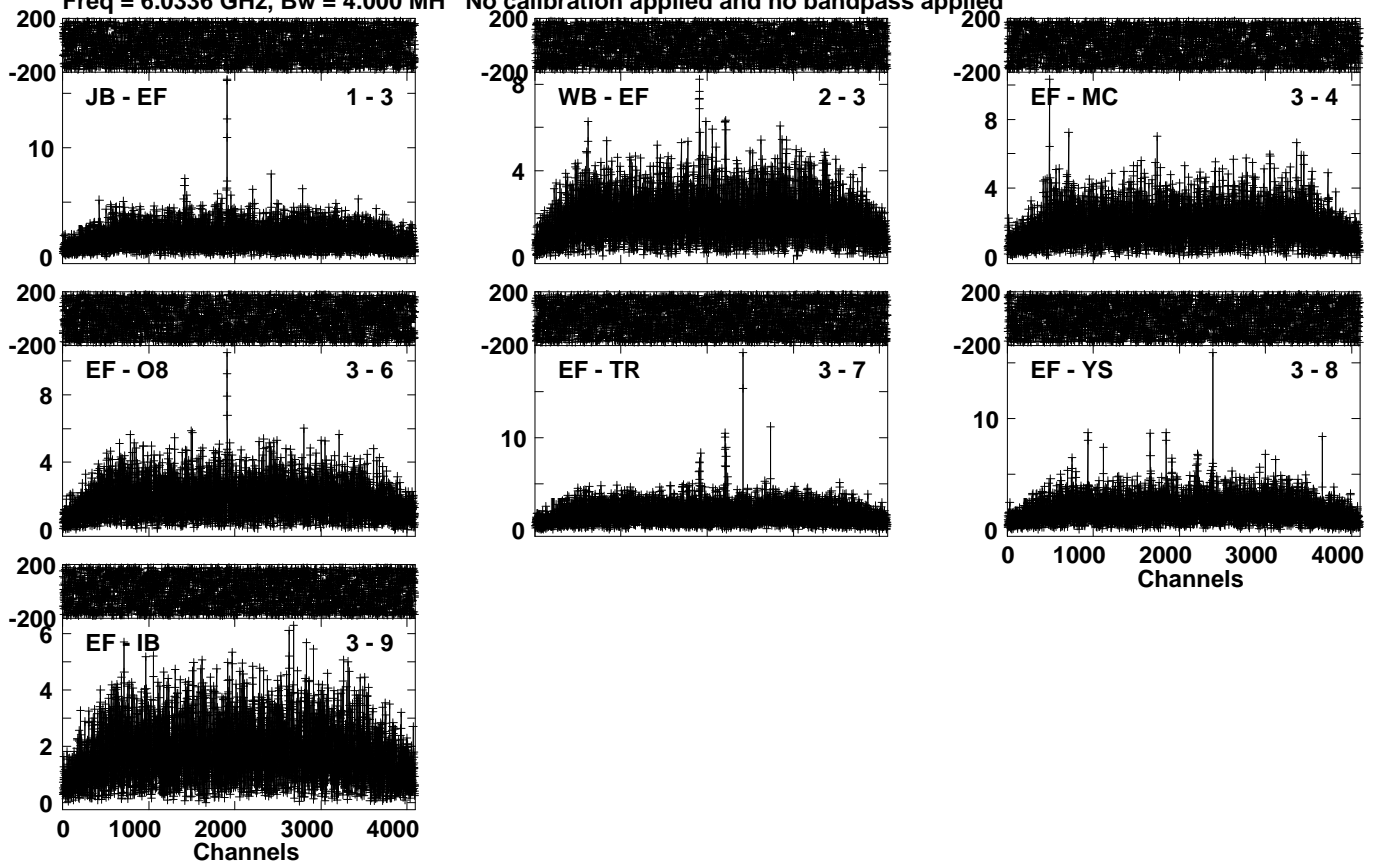 Freq = 6.0336 GHz, Bw = 4.000 MH No calibration applied and no bandpass applied
200 200 200
-200 -200 -200
JB - EF 1 - 3 WB - EF 2 - 3 EF - MC 3 - 4
10 8 8
4 4
0 0 0
200 200 200
-200 -200 -200
EF - O8 3 - 6 EF - TR 3 - 7 EF - YS 3 - 8
8 10 10
4
0 0 0
0 1000 2000 3000 4000
Channels
200
-200
6
EF - IB 3 - 9
4
2
0
0 1000 2000 3000 4000
Channels